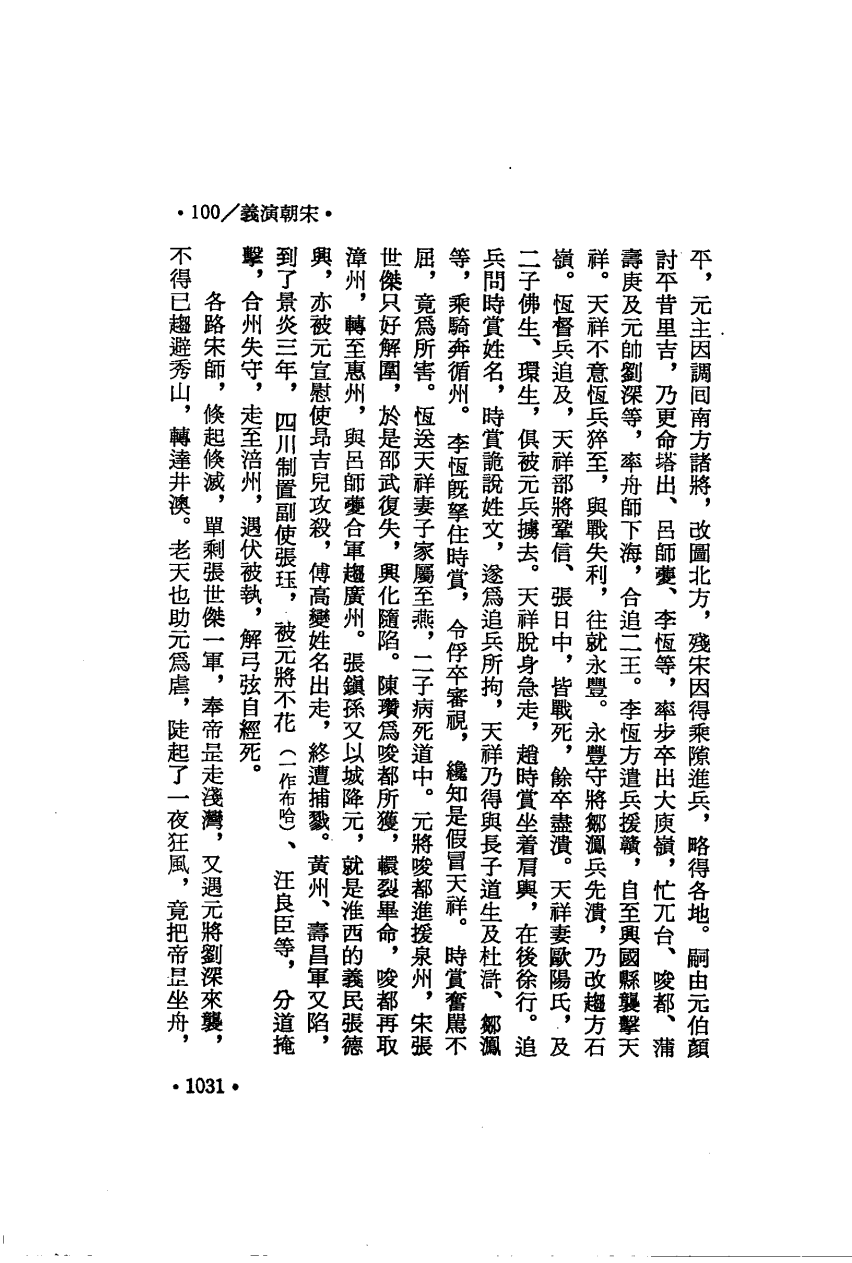 ·100／義演朝宋·
平，元主因調回南方諸將，改圖北方，殘宋因得乘隙進兵，略得各地。嗣由元伯顏
討平昔里吉，乃更命塔出、呂師夔、李恆等，率步卒出大庾嶺，忙兀台、唆都、蒲
壽庚及元帥劉深等，率舟師下海，合追二王。李恆方遣兵援贛，自至興國縣襲擊天
祥。天祥不意恆兵猝至，與戰失利，往就永豐。永豐守將鄒㵯兵先潰，乃改趨方石
嶺。恆督兵追及，天祥部將鞏信、張日中，皆戰死，餘卒盡潰。天祥妻歐陽氏，及
二子佛生、環生，俱被元兵擄去。天祥脫身急走，趙時賞坐着肩輿，在後徐行。追
兵問時賞姓名，時賞詭說姓文，遂爲追兵所拘，天祥乃得與長子道生及杜滸、鄒㵯
等，乘騎奔循州。李恆旣拏住時賞，令俘卒審視，纔知是假冒天祥。時賞奮罵不
屈，竟爲所害。恆送天祥妻子家屬至燕，二子病死道中。元將唆都進援泉州，宋張
世傑只好解圍，於是邵武復失，興化隨陷。陳瓚爲唆都所獲，轘裂畢命，唆都再取
漳州，轉至惠州，與呂師夔合軍趨廣州。張鎭孫又以城降元，就是淮西的義民張德
興，亦被元宣慰使昂吉兒攻殺，傅高變姓名出走，終遭捕戮。黃州、壽昌軍又陷，
到了景炎三年，四川制置副使張珏，被元將不花（一作布哈）、汪良臣等，分道掩
擊，合州失守，走至涪州，遇伏被執，解弓弦自經死。
各路宋師，倏起倏滅，單剩張世傑一軍，奉帝昰走淺灣，又遇元將劉深來襲，
不得已趨避秀山，轉達井澳。老天也助元爲虐，陡起了一夜狂風，竟把帝昰坐舟，
·1031·